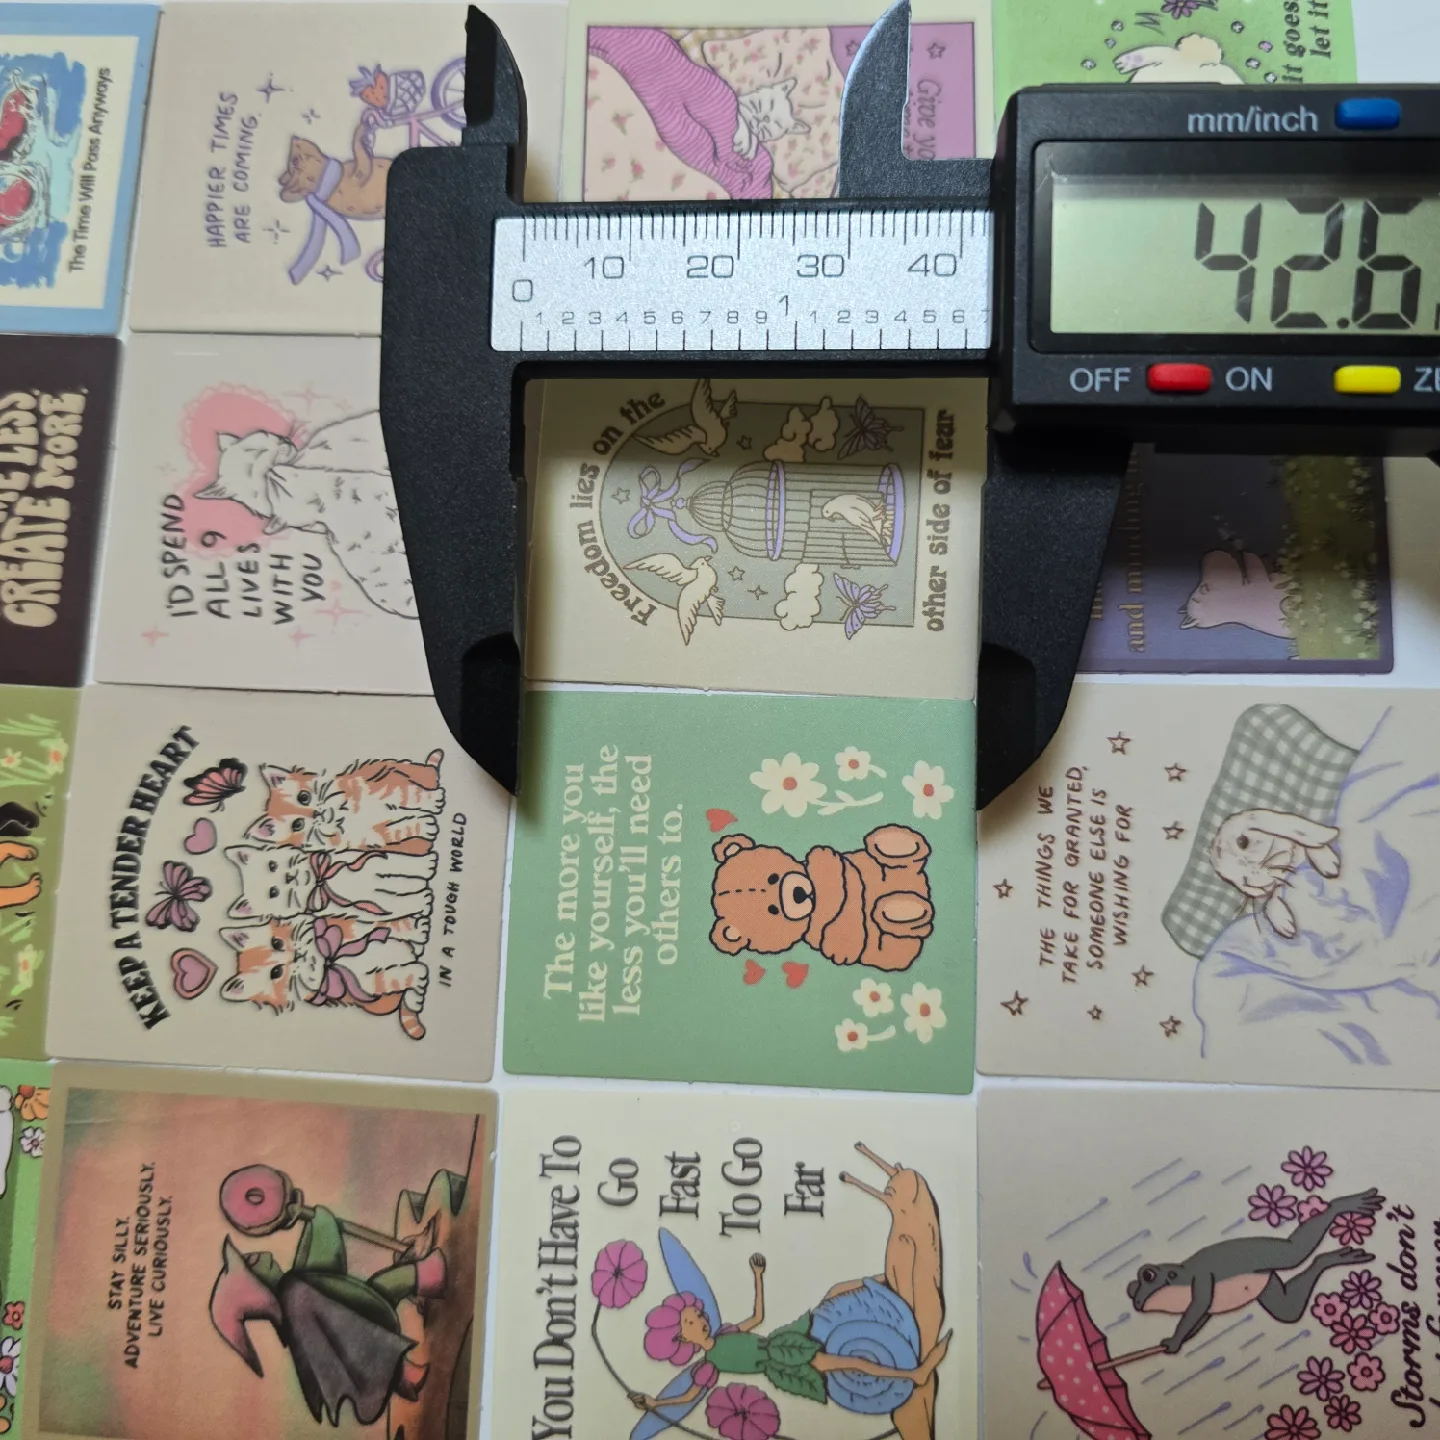 The Time Will Pass Anyways
HAPPIER TIMES
ARE COMING.
Give
it goes.
let it
mm/inch
42.6
OFF
ON
0
10
20
30
40
1 2 3 4 5 6 7 8 9 1 1 2 3 4 5 6
CREATE MORE
I'D SPEND
ALL 9
LIVES
WITH
YOU
Freedom lies on the
other side of fear
KEEP A TENDER HEART
IN A TOUGH WORLD
The more you
like yourself, the
less you'll need
others to.
THE THINGS WE
TAKE FOR GRANTED,
SOMEONE ELSE IS
WISHING FOR
STAY SILLY.
ADVENTURE SERIOUSLY.
LIVE CURIOUSLY.
You Don't Have To
Go
Fast
To Go
Far
Storms don't